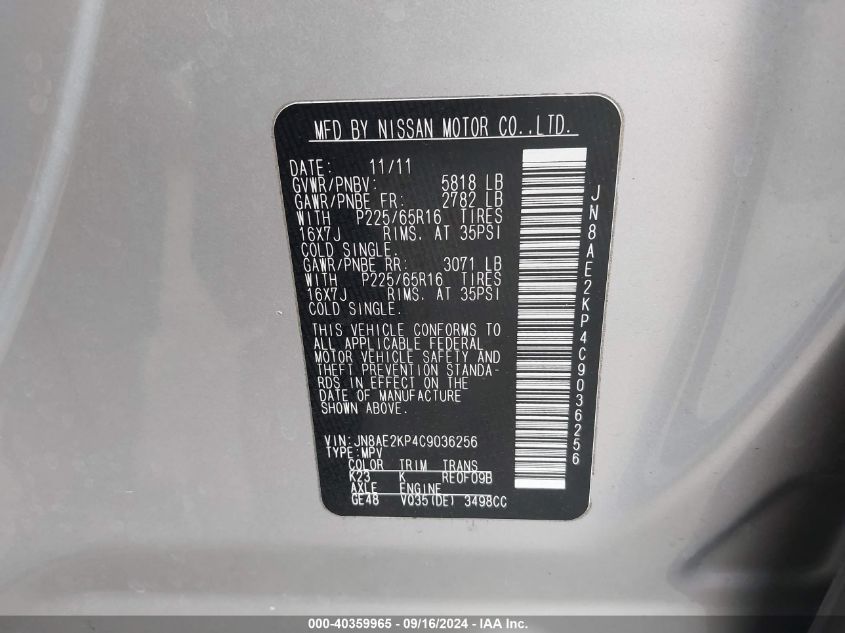 MFD BY NISSAN MOTOR CO.,LTD.
DATE: 11/11
GVWR/PNBV: 5818 LB
GAWR/PNBE FR: 2782 LB
WITH P225/65R16 TIRES
16X7J RIMS. AT 35PSI
COLD SINGLE.
GAWR/PNBE RR: 3071 LB
WITH P225/65R16 TIRES
16X7J RIMS. AT 35PSI
COLD SINGLE.
THIS VEHICLE CONFORMS TO
ALL APPLICABLE FEDERAL
MOTOR VEHICLE SAFETY AND
THEFT PREVENTION STANDA-
RDS IN EFFECT ON THE
DATE OF MANUFACTURE
SHOWN ABOVE.
VIN:JN8AE2KP4C9036256
TYPE:MPV
COLOR TRIM TRANS
K23 K RE0F09B
AXLE ENGINE
GE48 VQ35(DE) 3498CC
JN8AE2KP4C9036256
000-40359965 - 09/16/2024 - IAA Inc.